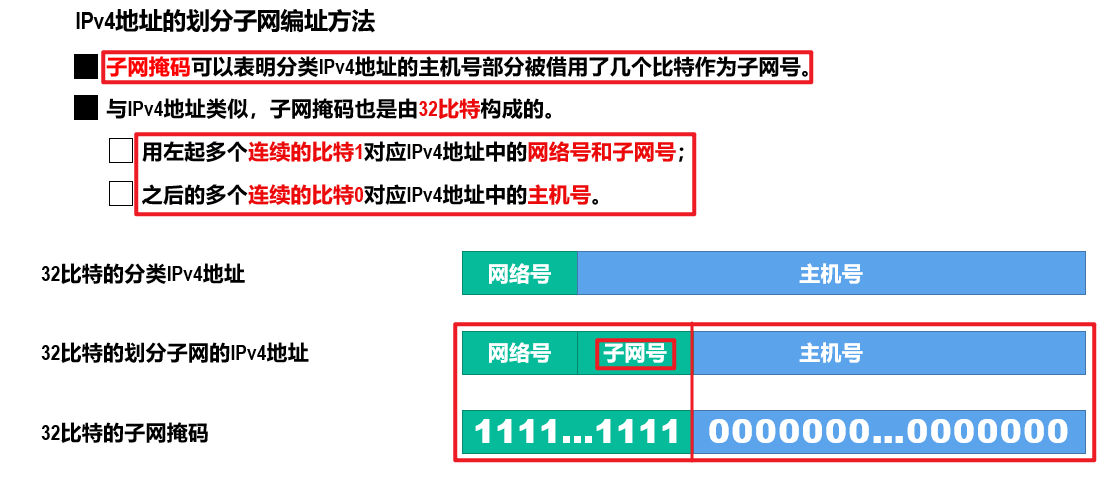 IPv4地址的划分子网编址方法
子网掩码可以表明分类IPv4地址的主机号部分被借用了几个比特作为子网号。
与IPv4地址类似，子网掩码也是由32比特构成的。
用左起多个连续的比特1对应IPv4地址中的网络号和子网号；
之后的多个连续的比特0对应IPv4地址中的主机号。
32比特的分类IPv4地址 网络号 主机号
32比特的划分子网的IPv4地址 网络号 子网号 主机号
32比特的子网掩码 1111...1111 0000000...0000000